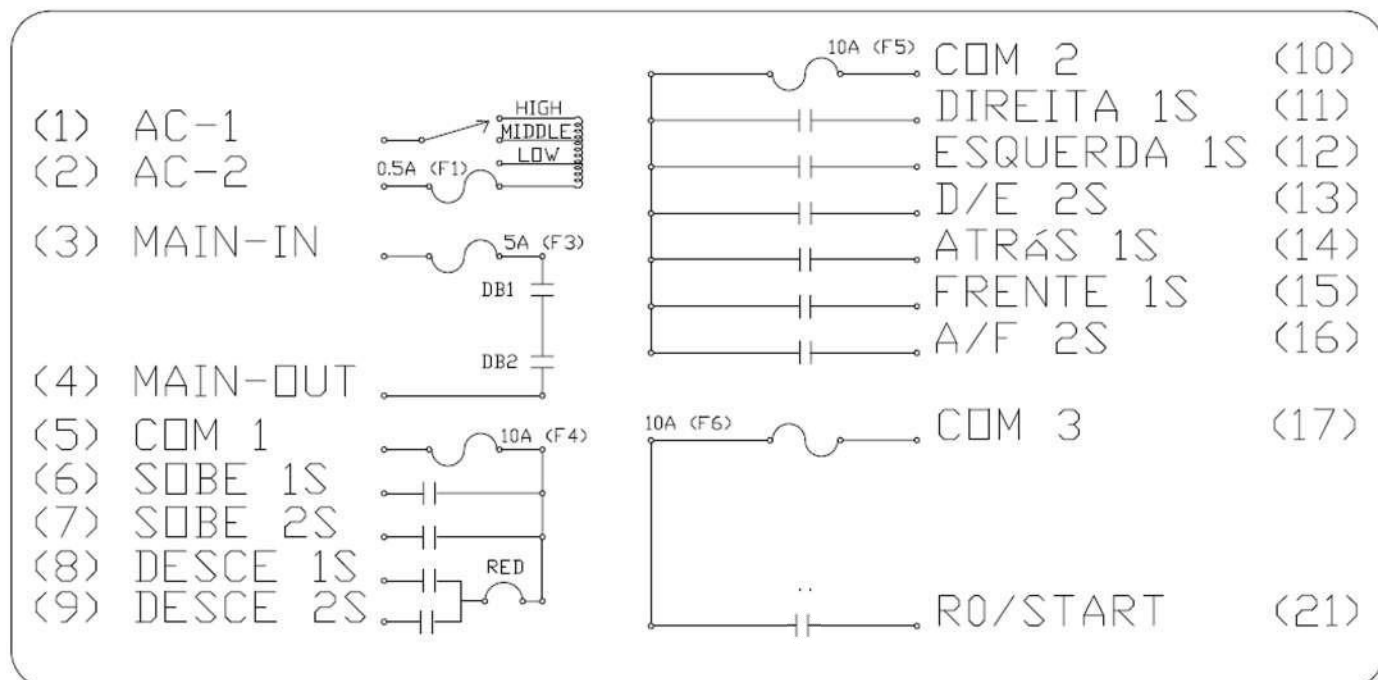 (1) AC-1
(2) AC-2
HIGH
MIDDLE
LOW
0.5A (F1)
(3) MAIN-IN
5A (F3)
DB1
DB2
(4) MAIN-OUT
(5) COM 1
10A (F4)
(6) SOBE 1S
(7) SOBE 2S
(8) DESCE 1S
RED
(9) DESCE 2S
10A (F5)
COM 2 (10)
DIREITA 1S (11)
ESQUERDA 1S (12)
D/E 2S (13)
ATRáS 1S (14)
FRENTE 1S (15)
A/F 2S (16)
10A (F6)
COM 3 (17)
R0/START (21)